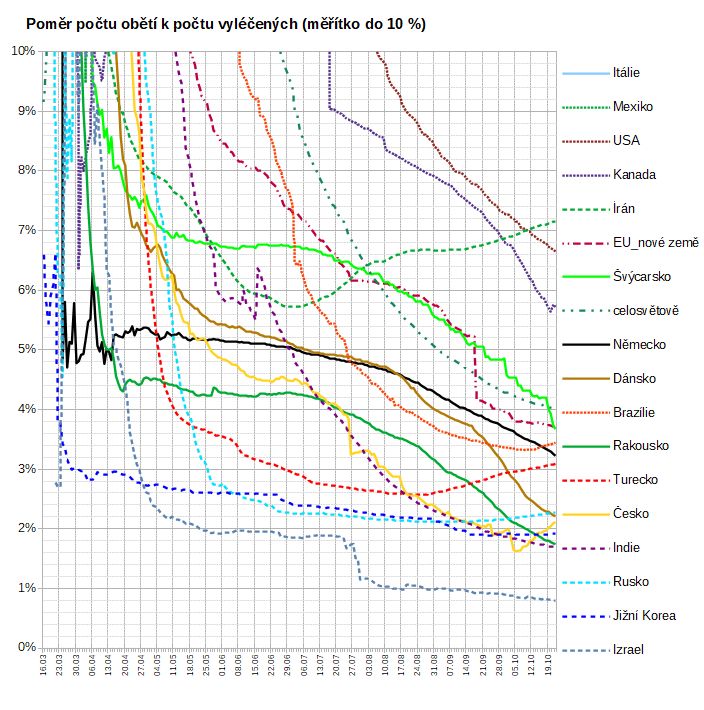 Poměr počtu obětí k počtu vyléčených (měřítko do 10 %)
10%
9%
8%
7%
6%
5%
4%
3%
2%
1%
0%
16.03
23.03
30.03
06.04
13.04
20.04
27.04
04.05
11.05
18.05
25.05
01.06
08.06
15.06
22.06
29.06
06.07
13.07
20.07
27.07
03.08
10.08
17.08
24.08
31.08
07.09
14.09
21.09
28.09
05.10
12.10
19.10
Itálie
Mexiko
USA
Kanada
Írán
EU_nové země
Švýcarsko
celosvětově
Německo
Dánsko
Brazílie
Rakousko
Turecko
Česko
Indie
Rusko
Jižní Korea
Izrael